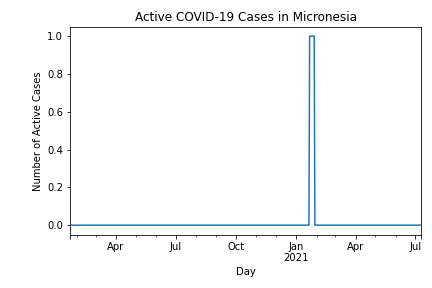 Active COVID-19 Cases in Micronesia
Number of Active Cases
1.0
0.8
0.6
0.4
0.2
0.0
Apr Jul Oct Jan Apr Jul
2021
Day